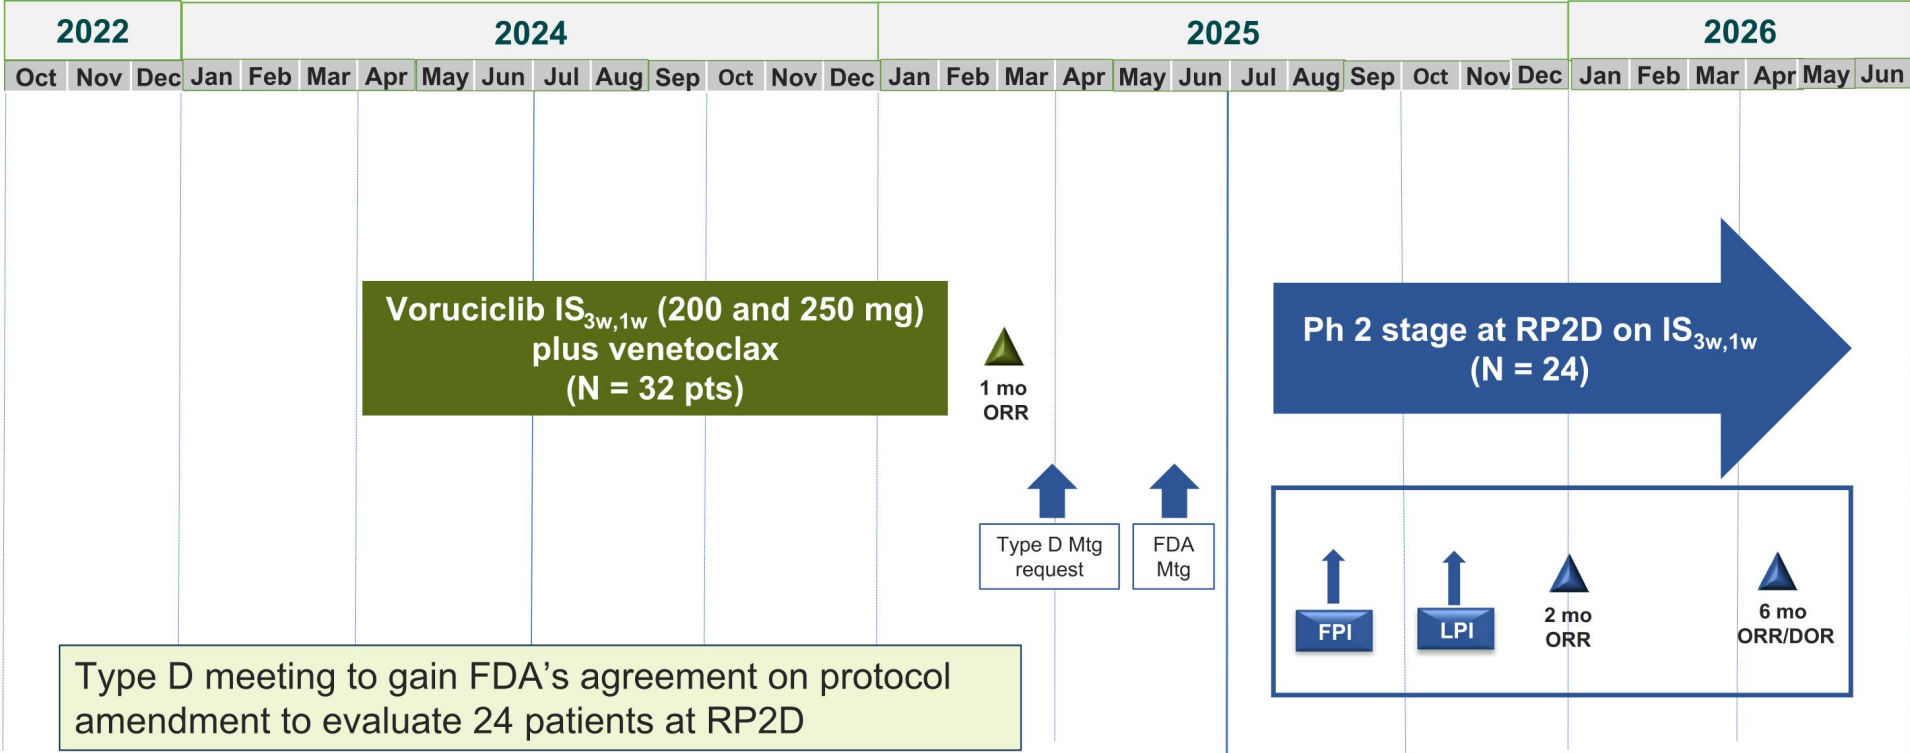 2022 2024 2025 2026
Oct Nov Dec Jan Feb Mar Apr May Jun Jul Aug Sep Oct Nov Dec Jan Feb Mar Apr May Jun Jul Aug Sep Oct Nov Dec Jan Feb Mar Apr May Jun
Voruciclib IS3w,1w (200 and 250 mg)
plus venetoclax
(N = 32 pts)
1 mo
ORR
Ph 2 stage at RP2D on IS3w,1w
(N = 24)
Type D Mtg
request
FDA
Mtg
FPI
LPI
2 mo
ORR
6 mo
ORR/DOR
Type D meeting to gain FDA’s agreement on protocol
amendment to evaluate 24 patients at RP2D